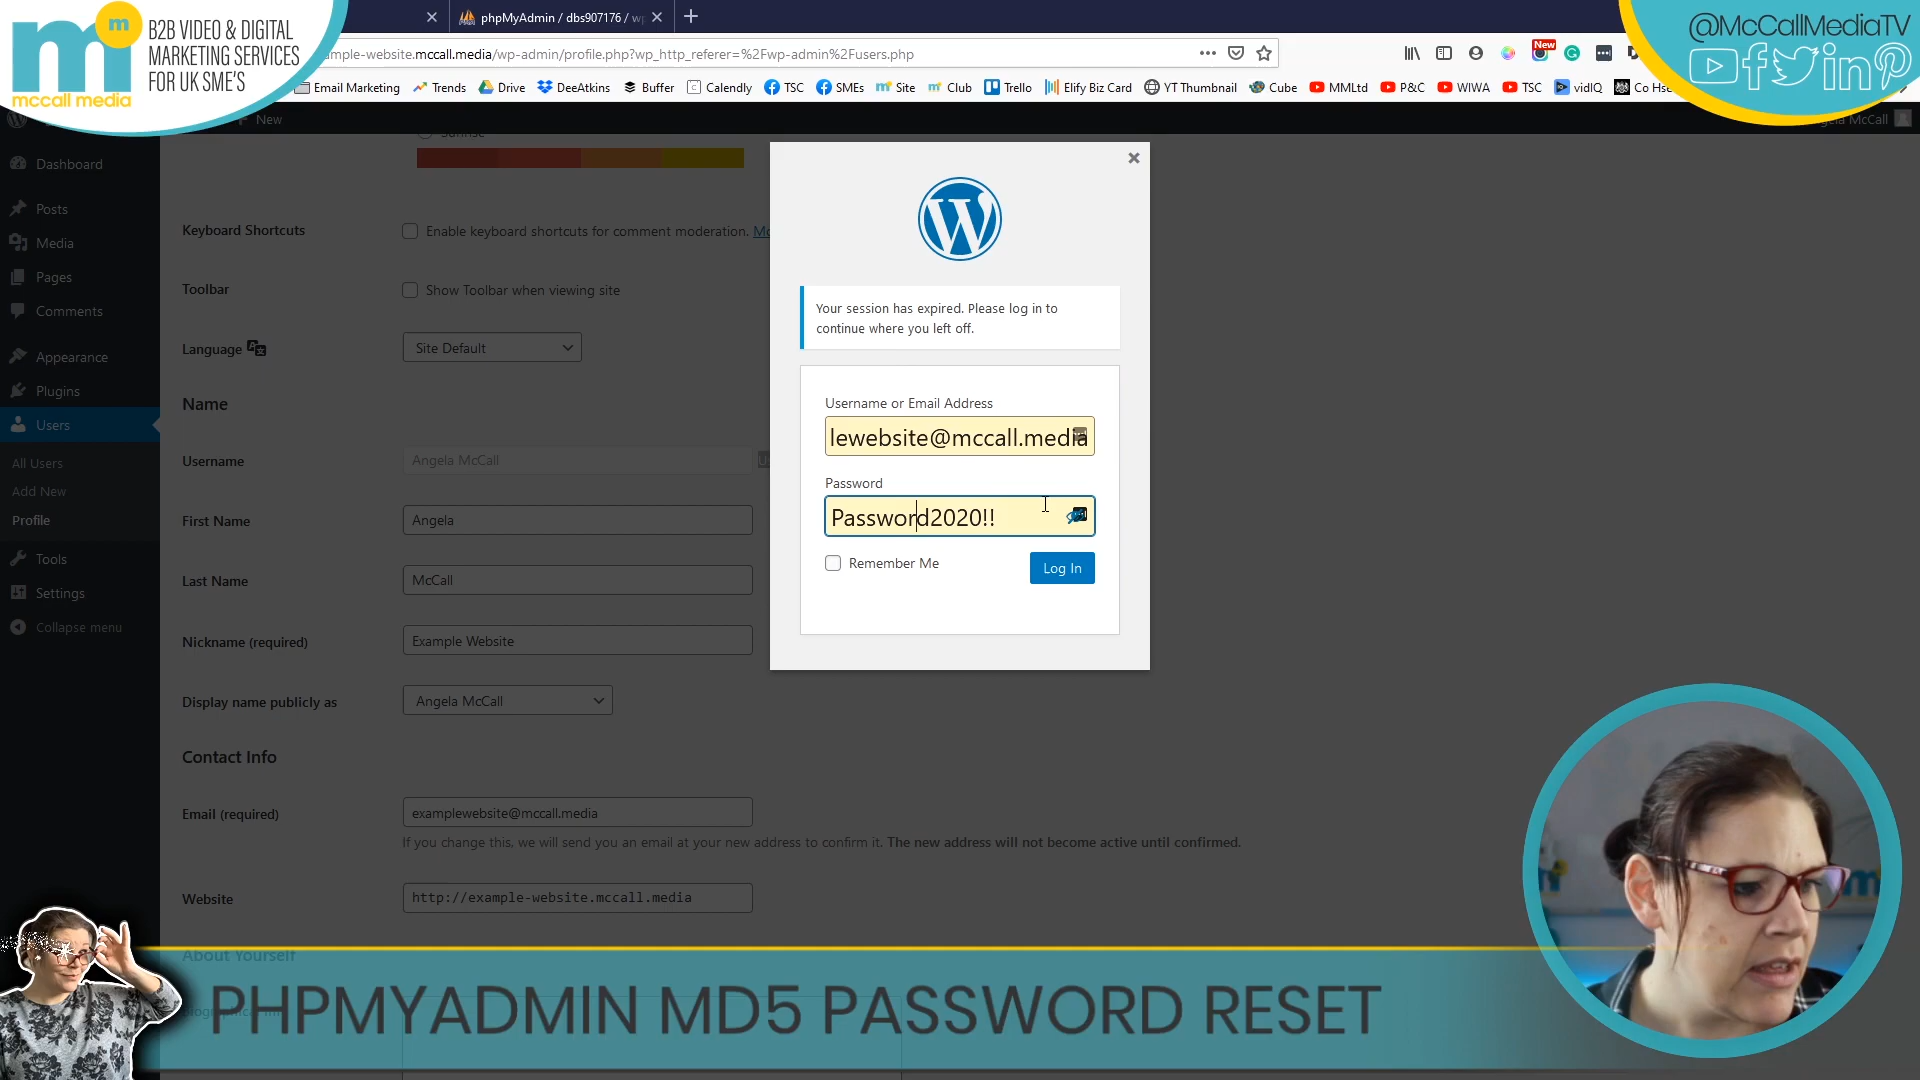 m
B2B VIDEO & DIGITAL
MARKETING SERVICES
FOR UK SME'S
mccall media
phpMyAdmin / dbs907176 / w
@McCallMediaTV
mple-website.mccall.media/wp-admin/profile.php?wp_http_referer=%2Fwp-admin%2Fusers.php
New
Email Marketing Trends Drive DeeAtkins Buffer Calendly TSC SMEs Site Club Trello Elify Biz Card YT Thumbnail Cube MMLtd P&C WIWA TSC vidIQ Co Hse
New
McCall
Dashboard
Posts
Media
Pages
Comments
Appearance
Plugins
Users
All Users
Add New
Profile
Tools
Settings
Collapse menu
Sunrise
Keyboard Shortcuts
Enable keyboard shortcuts for comment moderation.
Toolbar
Show Toolbar when viewing site
Language
Site Default
Name
Username
Angela McCall
First Name
Angela
Last Name
McCall
Nickname (required)
Example Website
Display name publicly as
Angela McCall
Contact Info
Email (required)
examplewebsite@mccall.media
If you change this, we will send you an email at your new address to confirm it. The new address will not become active until confirmed.
Website
http://example-website.mccall.media
About Yourself
Your session has expired. Please log in to
continue where you left off.
Username or Email Address
lewebsite@mccall.media
Password
Password2020!!
Remember Me
Log In
PHPMYADMIN MD5 PASSWORD RESET